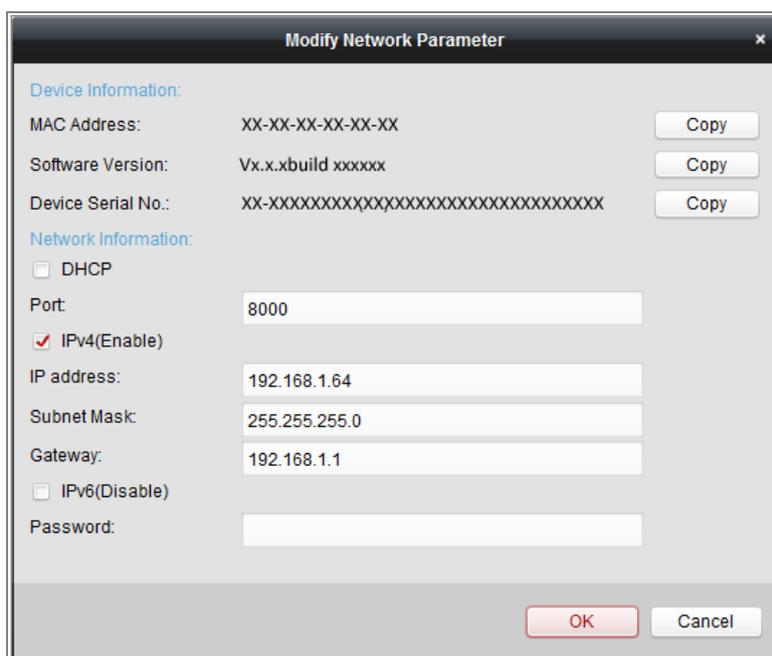 Modify Network Parameter ×
Device Information:
MAC Address: XX-XX-XX-XX-XX-XX Copy
Software Version: Vx.x.xbuild xxxxxx Copy
Device Serial No.: XX-XXXXXXXXXXXXXXXXXXXXXXXXXXXXXXXX Copy
Network Information:
DHCP
Port: 8000
IPv4(Enable)
IP address: 192.168.1.64
Subnet Mask: 255.255.255.0
Gateway: 192.168.1.1
IPv6(Disable)
Password:
OK Cancel